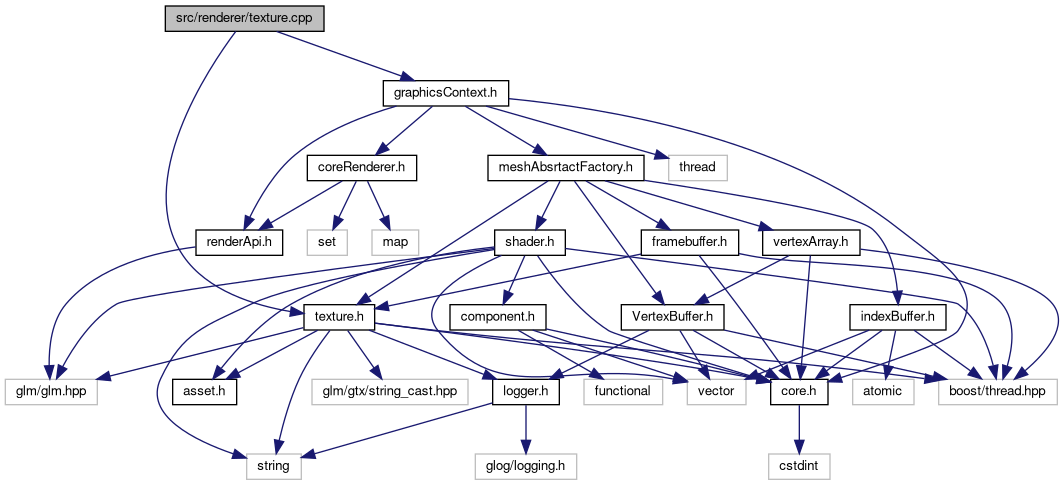 src/renderer/texture.cpp
graphicsContext.h
coreRenderer.h
meshAbsrtactFactory.h
thread
renderApi.h
set
map
shader.h
framebuffer.h
vertexArray.h
texture.h
component.h
VertexBuffer.h
indexBuffer.h
glm/glm.hpp
asset.h
glm/gtx/string_cast.hpp
logger.h
functional
vector
core.h
atomic
boost/thread.hpp
string
glog/logging.h
cstdint